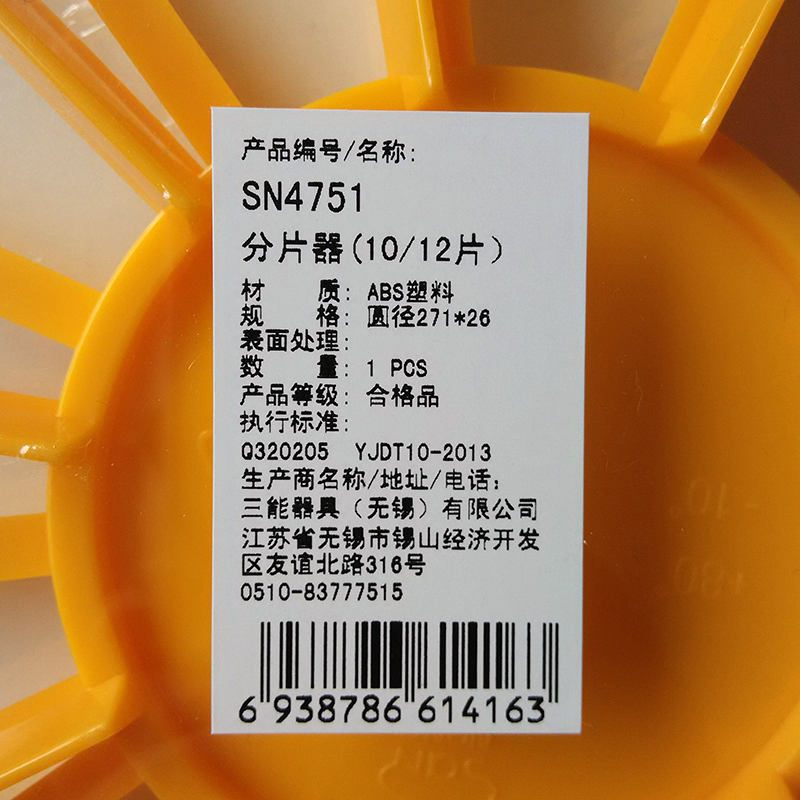 产品编号/名称:
SN4751
分片器(10/12片)
材 质: ABS塑料
规 格: 圆径271*26
表面处理:
数 量: 1 PCS
产品等级: 合格品
执行标准:
Q320205 YJDT10-2013
生产商名称/地址/电话:
三能器具（无锡）有限公司
江苏省无锡市锡山经济开发
区友谊北路316号
0510-83777515
6 938786 614163
10